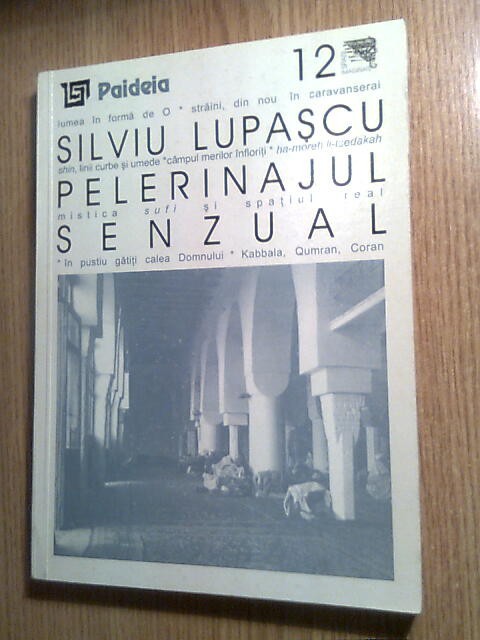 Paideia
12
lumea în formă de O * străini, din nou în caravanserai
SILVIU LUPAŞCU
shin, linii curbe şi umede *câmpul merilor înfloriţi * ha-moreh li-tzedakah
PELERINAJUL
mistica sufi şi spaţiul real
SENZUAL
* în pustiu gătiţi calea Domnului * Kabbala, Qumran, Coran